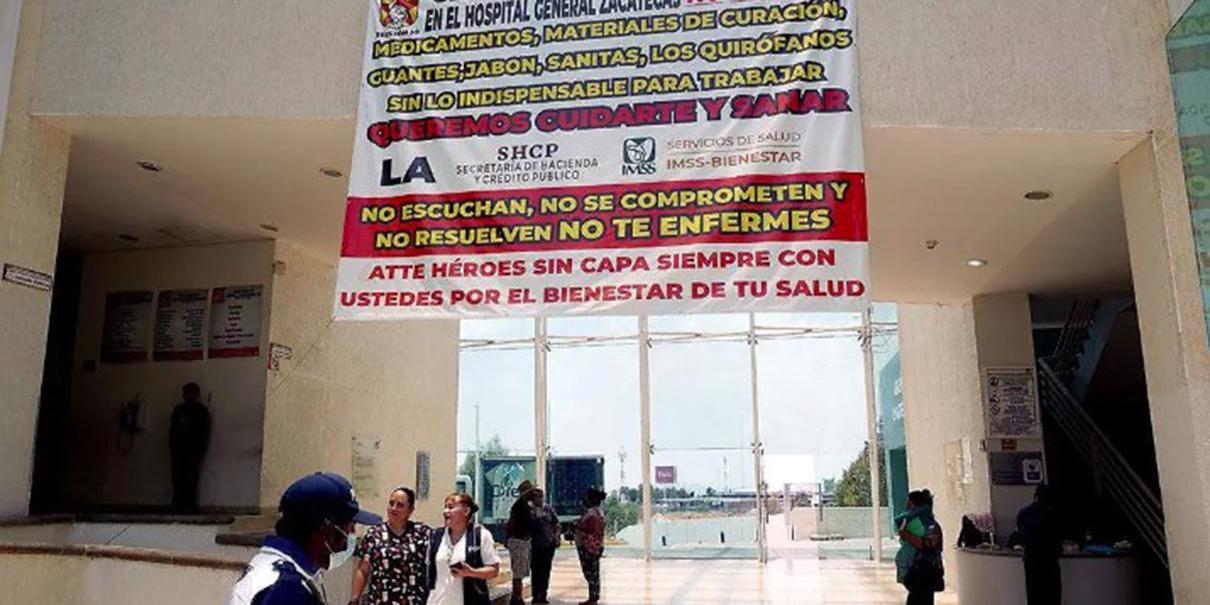 EN EL HOSPITAL GENERAL ZACATECAS
MEDICAMENTOS, MATERIALES DE CURACIÓN,
GUANTES,JABON, SANITAS, LOS QUIRÓFANOS
SIN LO INDISPENSABLE PARA TRABAJAR
QUEREMOS CUIDARTE Y SANAR
LA
SHCP
SECRETARÍA DE HACIENDA
Y CRÉDITO PÚBLICO
IMSS
SERVICIOS DE SALUD
IMSS-BIENESTAR
NO ESCUCHAN, NO SE COMPROMETEN Y
NO RESUELVEN NO TE ENFERMES
ATTE HÉROES SIN CAPA SIEMPRE CON
USTEDES POR EL BIENESTAR DE TU SALUD